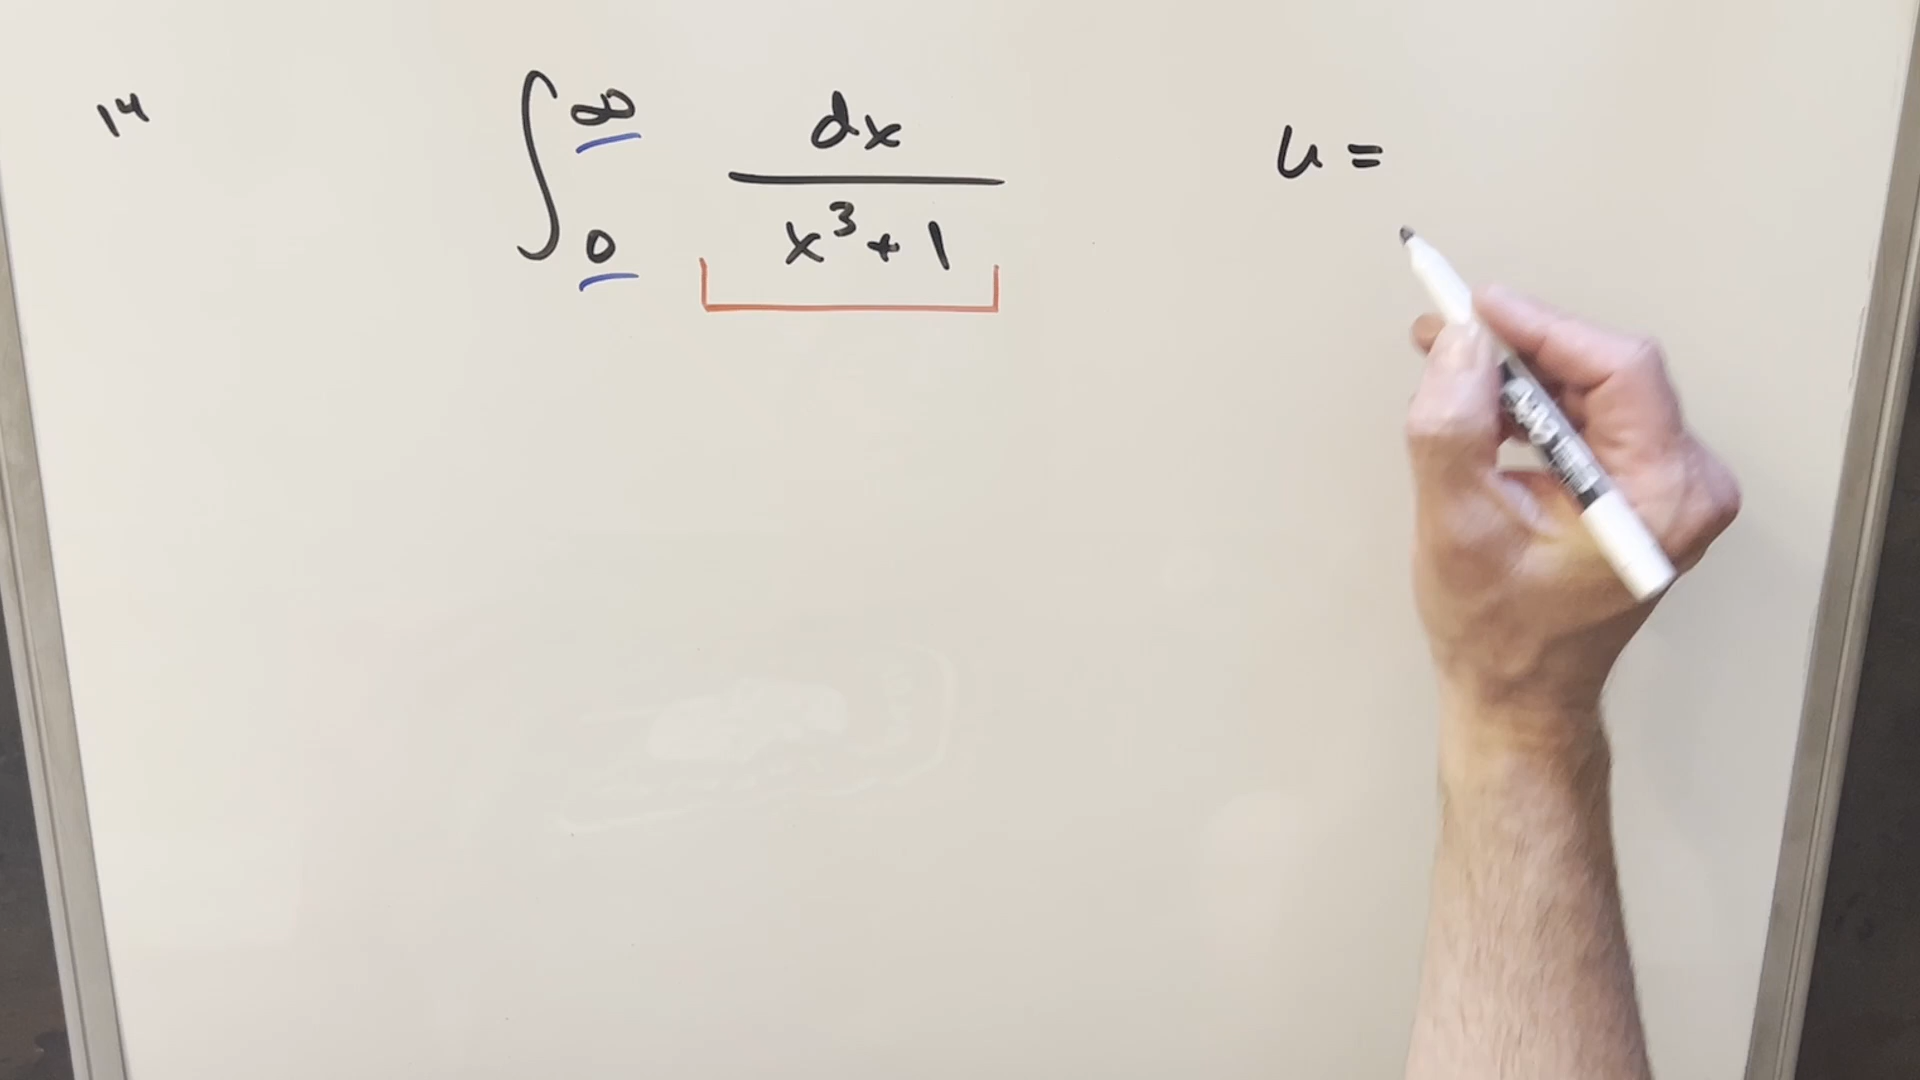 14
∫₀^∞ dx / (x³ + 1)
u =